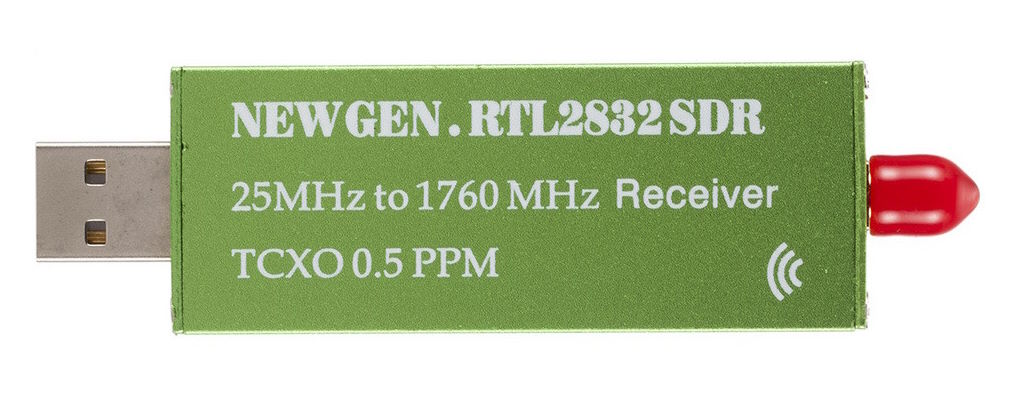 NEWGEN.RTL2832 SDR
25MHz to 1760 MHz Receiver
TCXO 0.5 PPM